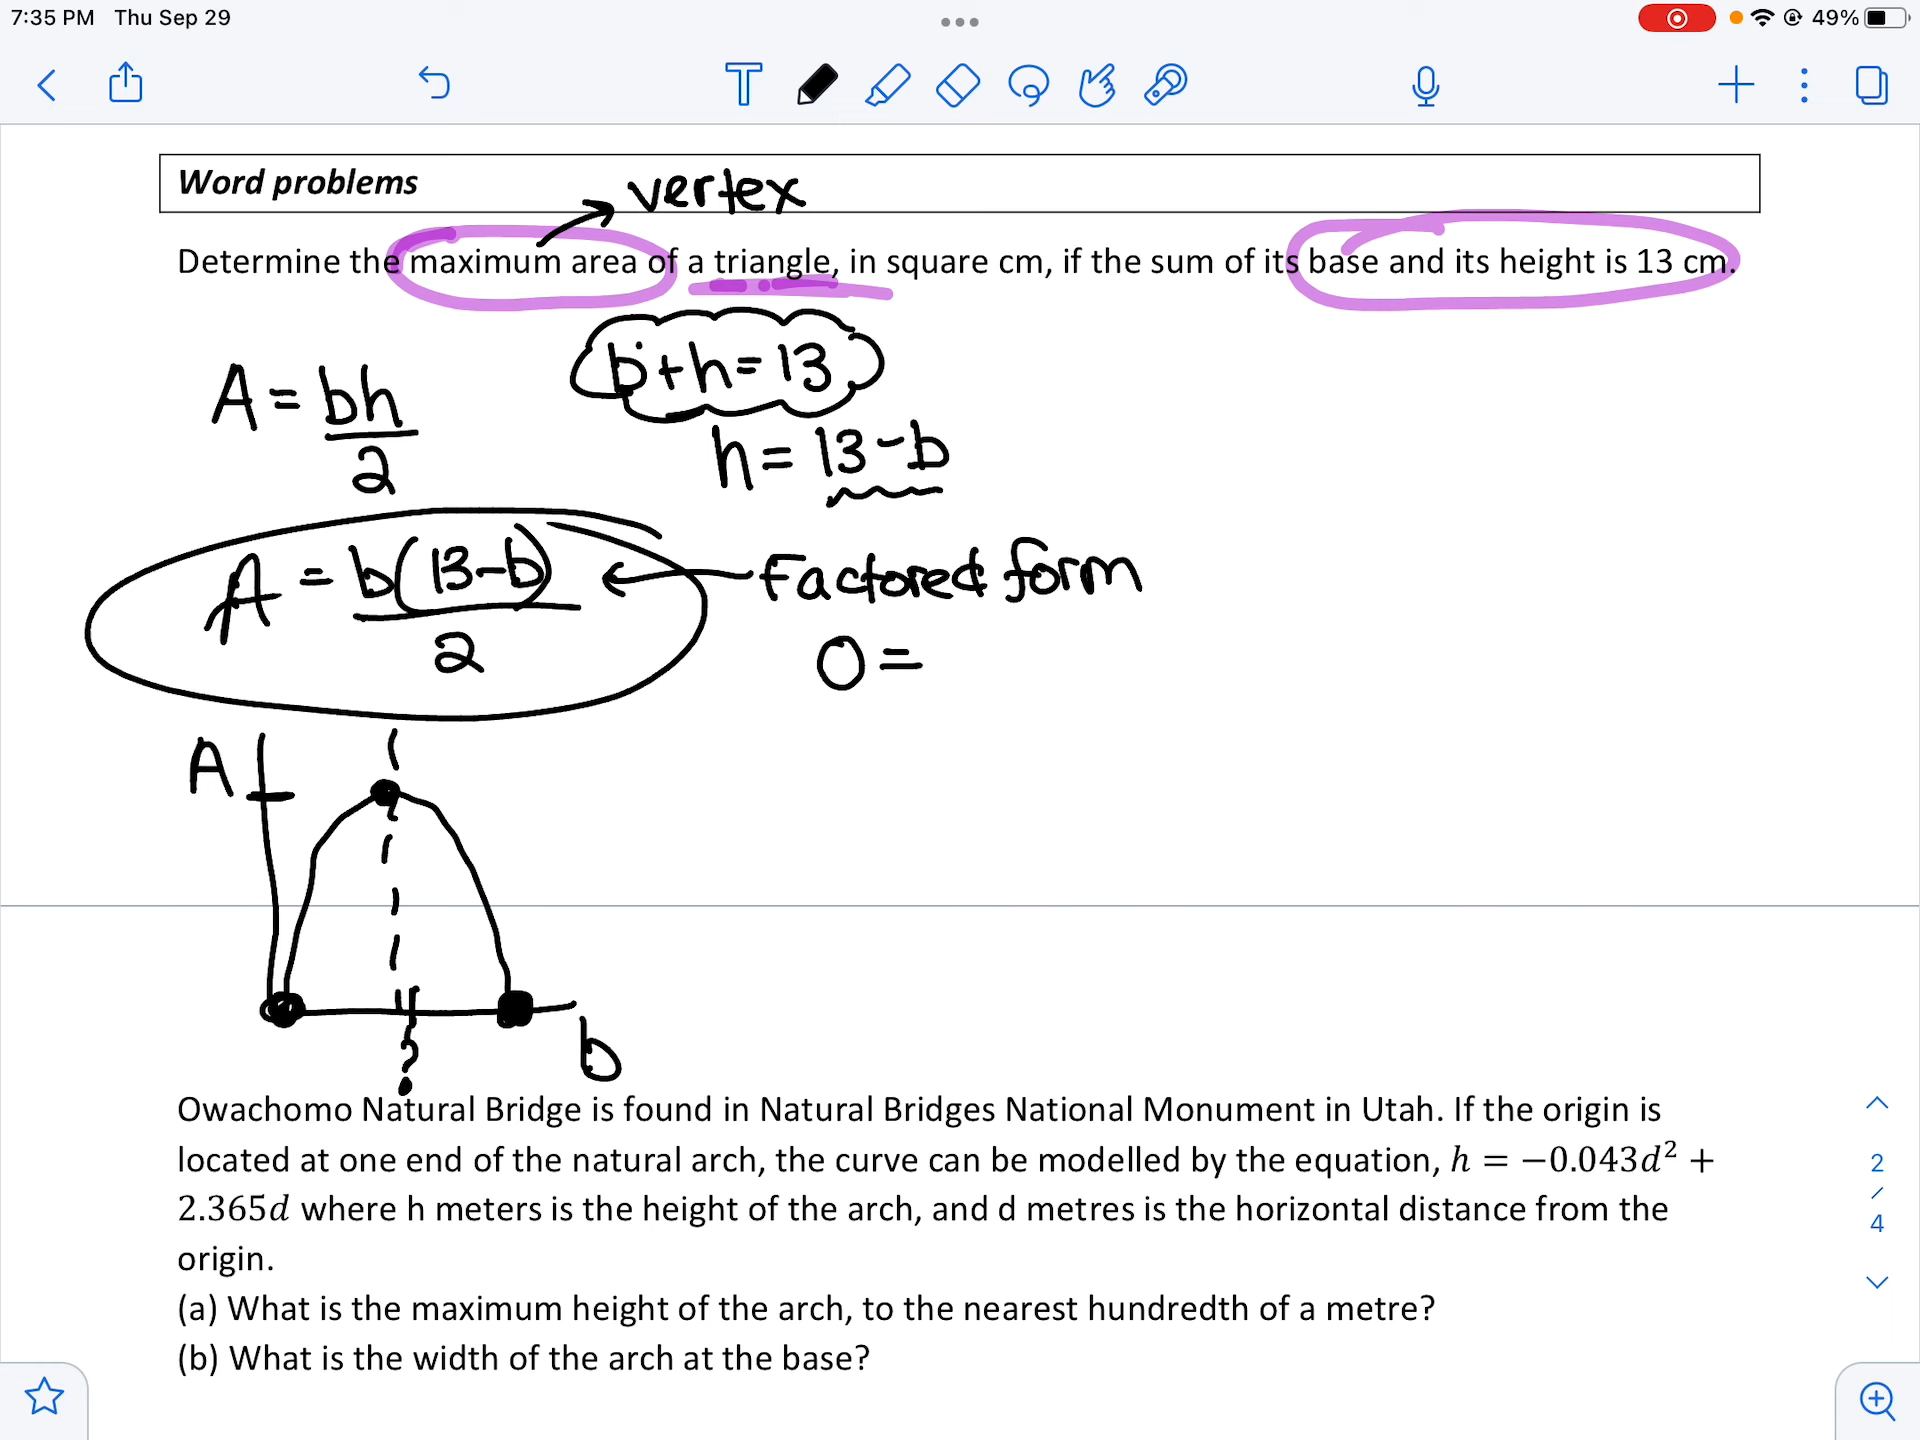 7:35 PM Thu Sep 29
49%
T
Word problems
vertex
Determine the maximum area of a triangle, in square cm, if the sum of its base and its height is 13 cm.
b+h=13
A = bh
2
h = 13-b
A = b(13-b)
2
Factored form
0 =
A
?
b
Owachomo Natural Bridge is found in Natural Bridges National Monument in Utah. If the origin is
located at one end of the natural arch, the curve can be modelled by the equation, h = −0.043d² +
2.365d where h meters is the height of the arch, and d metres is the horizontal distance from the
origin.
(a) What is the maximum height of the arch, to the nearest hundredth of a metre?
(b) What is the width of the arch at the base?
2
/
4